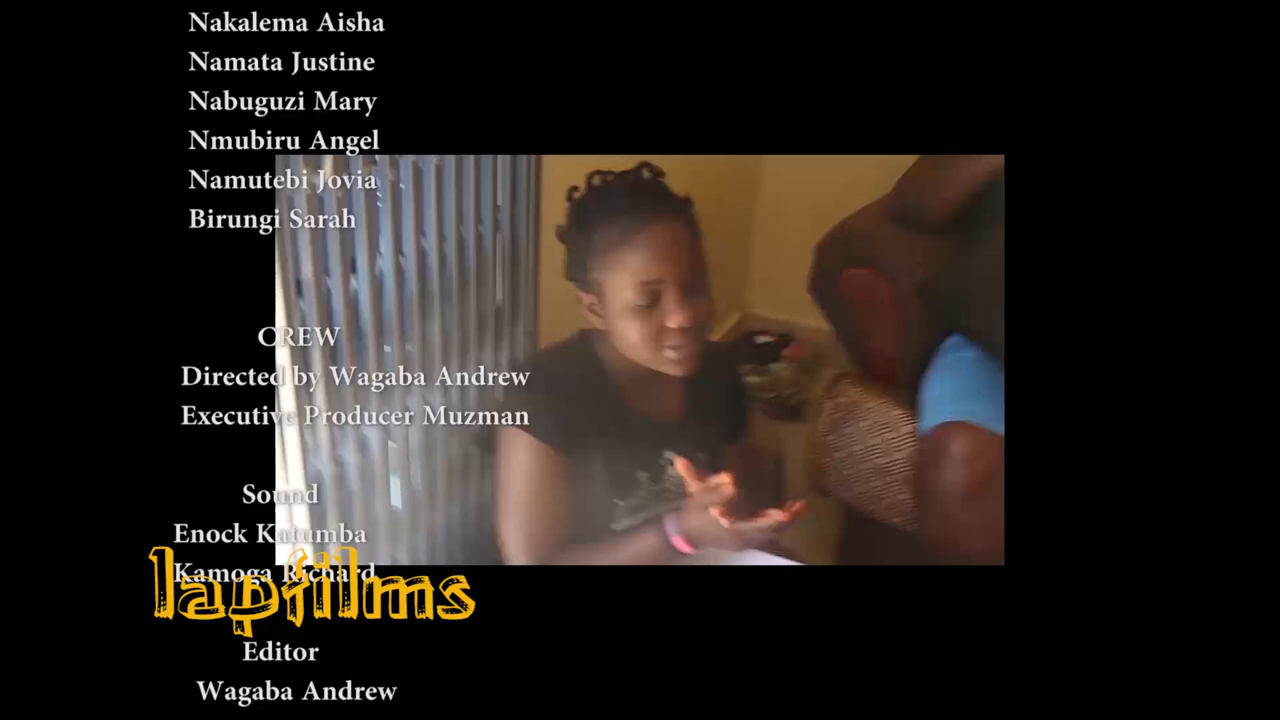 Nakalema Aisha
Namata Justine
Nabuguzi Mary
Nmubiru Angel
Namutebi Jovia
Birungi Sarah
CREW
Directed by Wagaba Andrew
Executive Producer Muzman
Sound
Enock Katumba
Kamoga Richard
lapfilms
Editor
Wagaba Andrew